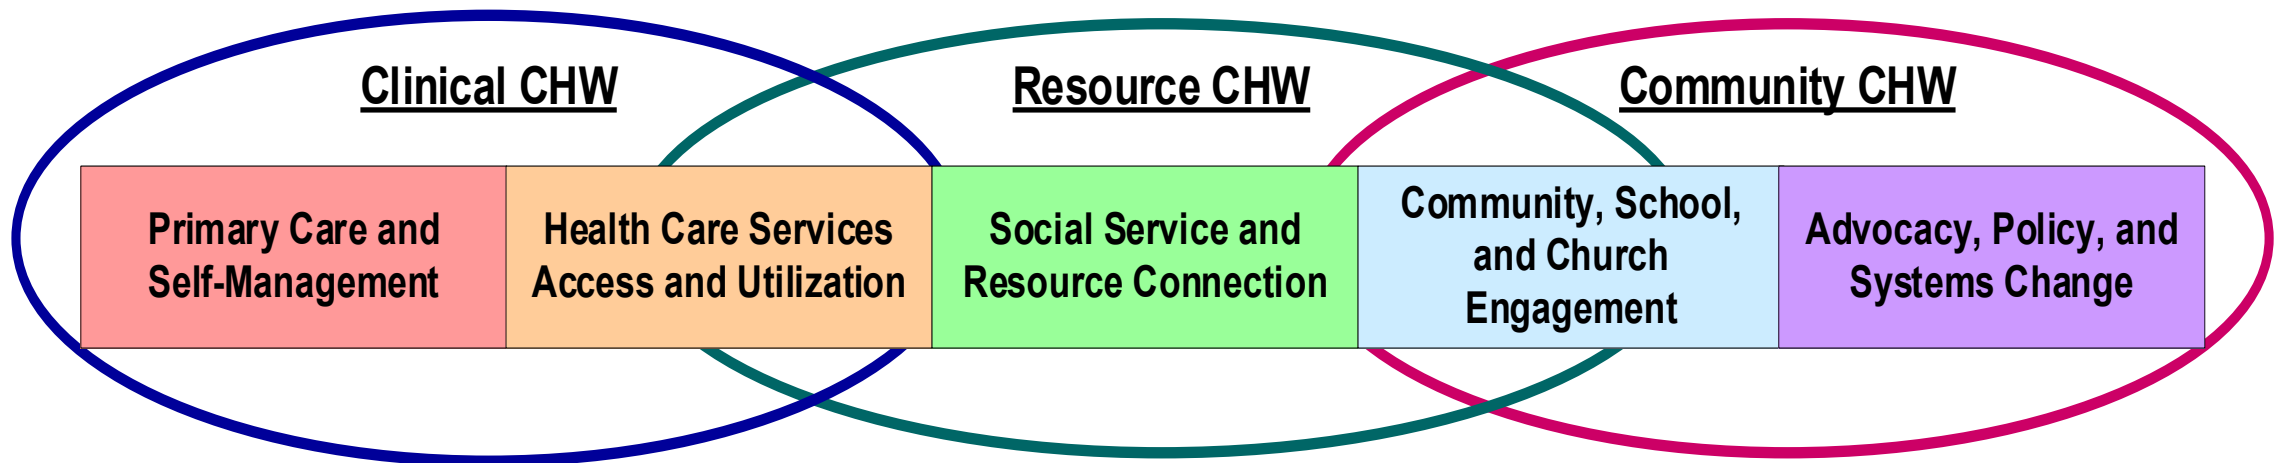 Clinical CHW
Resource CHW
Community CHW
Primary Care and
Self-Management
Health Care Services
Access and Utilization
Social Service and
Resource Connection
Community, School,
and Church
Engagement
Advocacy, Policy, and
Systems Change